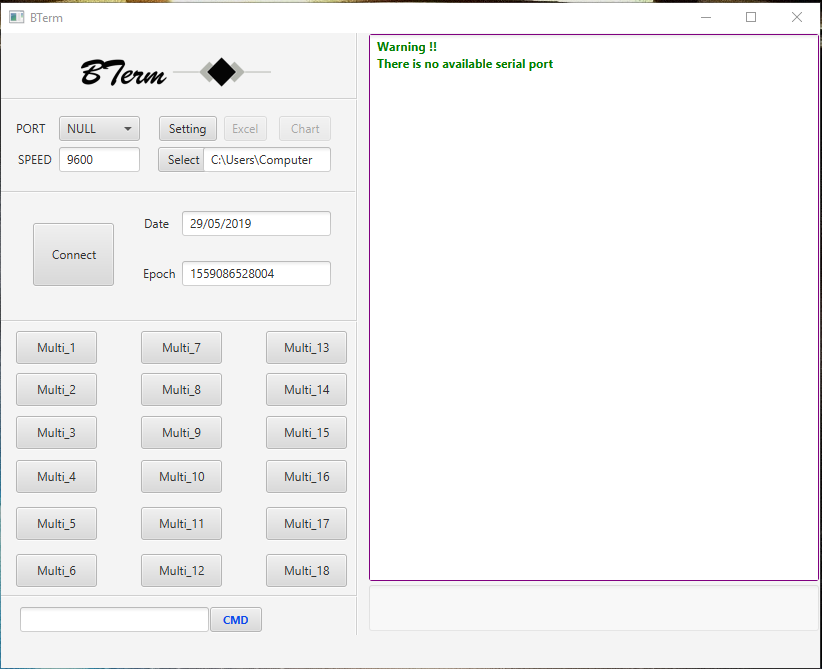 BTerm
BTerm
PORT NULL Setting Excel Chart
SPEED 9600 Select C:\Users\Computer
Date 29/05/2019
Connect
Epoch 1559086528004
Multi_1 Multi_7 Multi_13
Multi_2 Multi_8 Multi_14
Multi_3 Multi_9 Multi_15
Multi_4 Multi_10 Multi_16
Multi_5 Multi_11 Multi_17
Multi_6 Multi_12 Multi_18
CMD
Warning !!
There is no available serial port